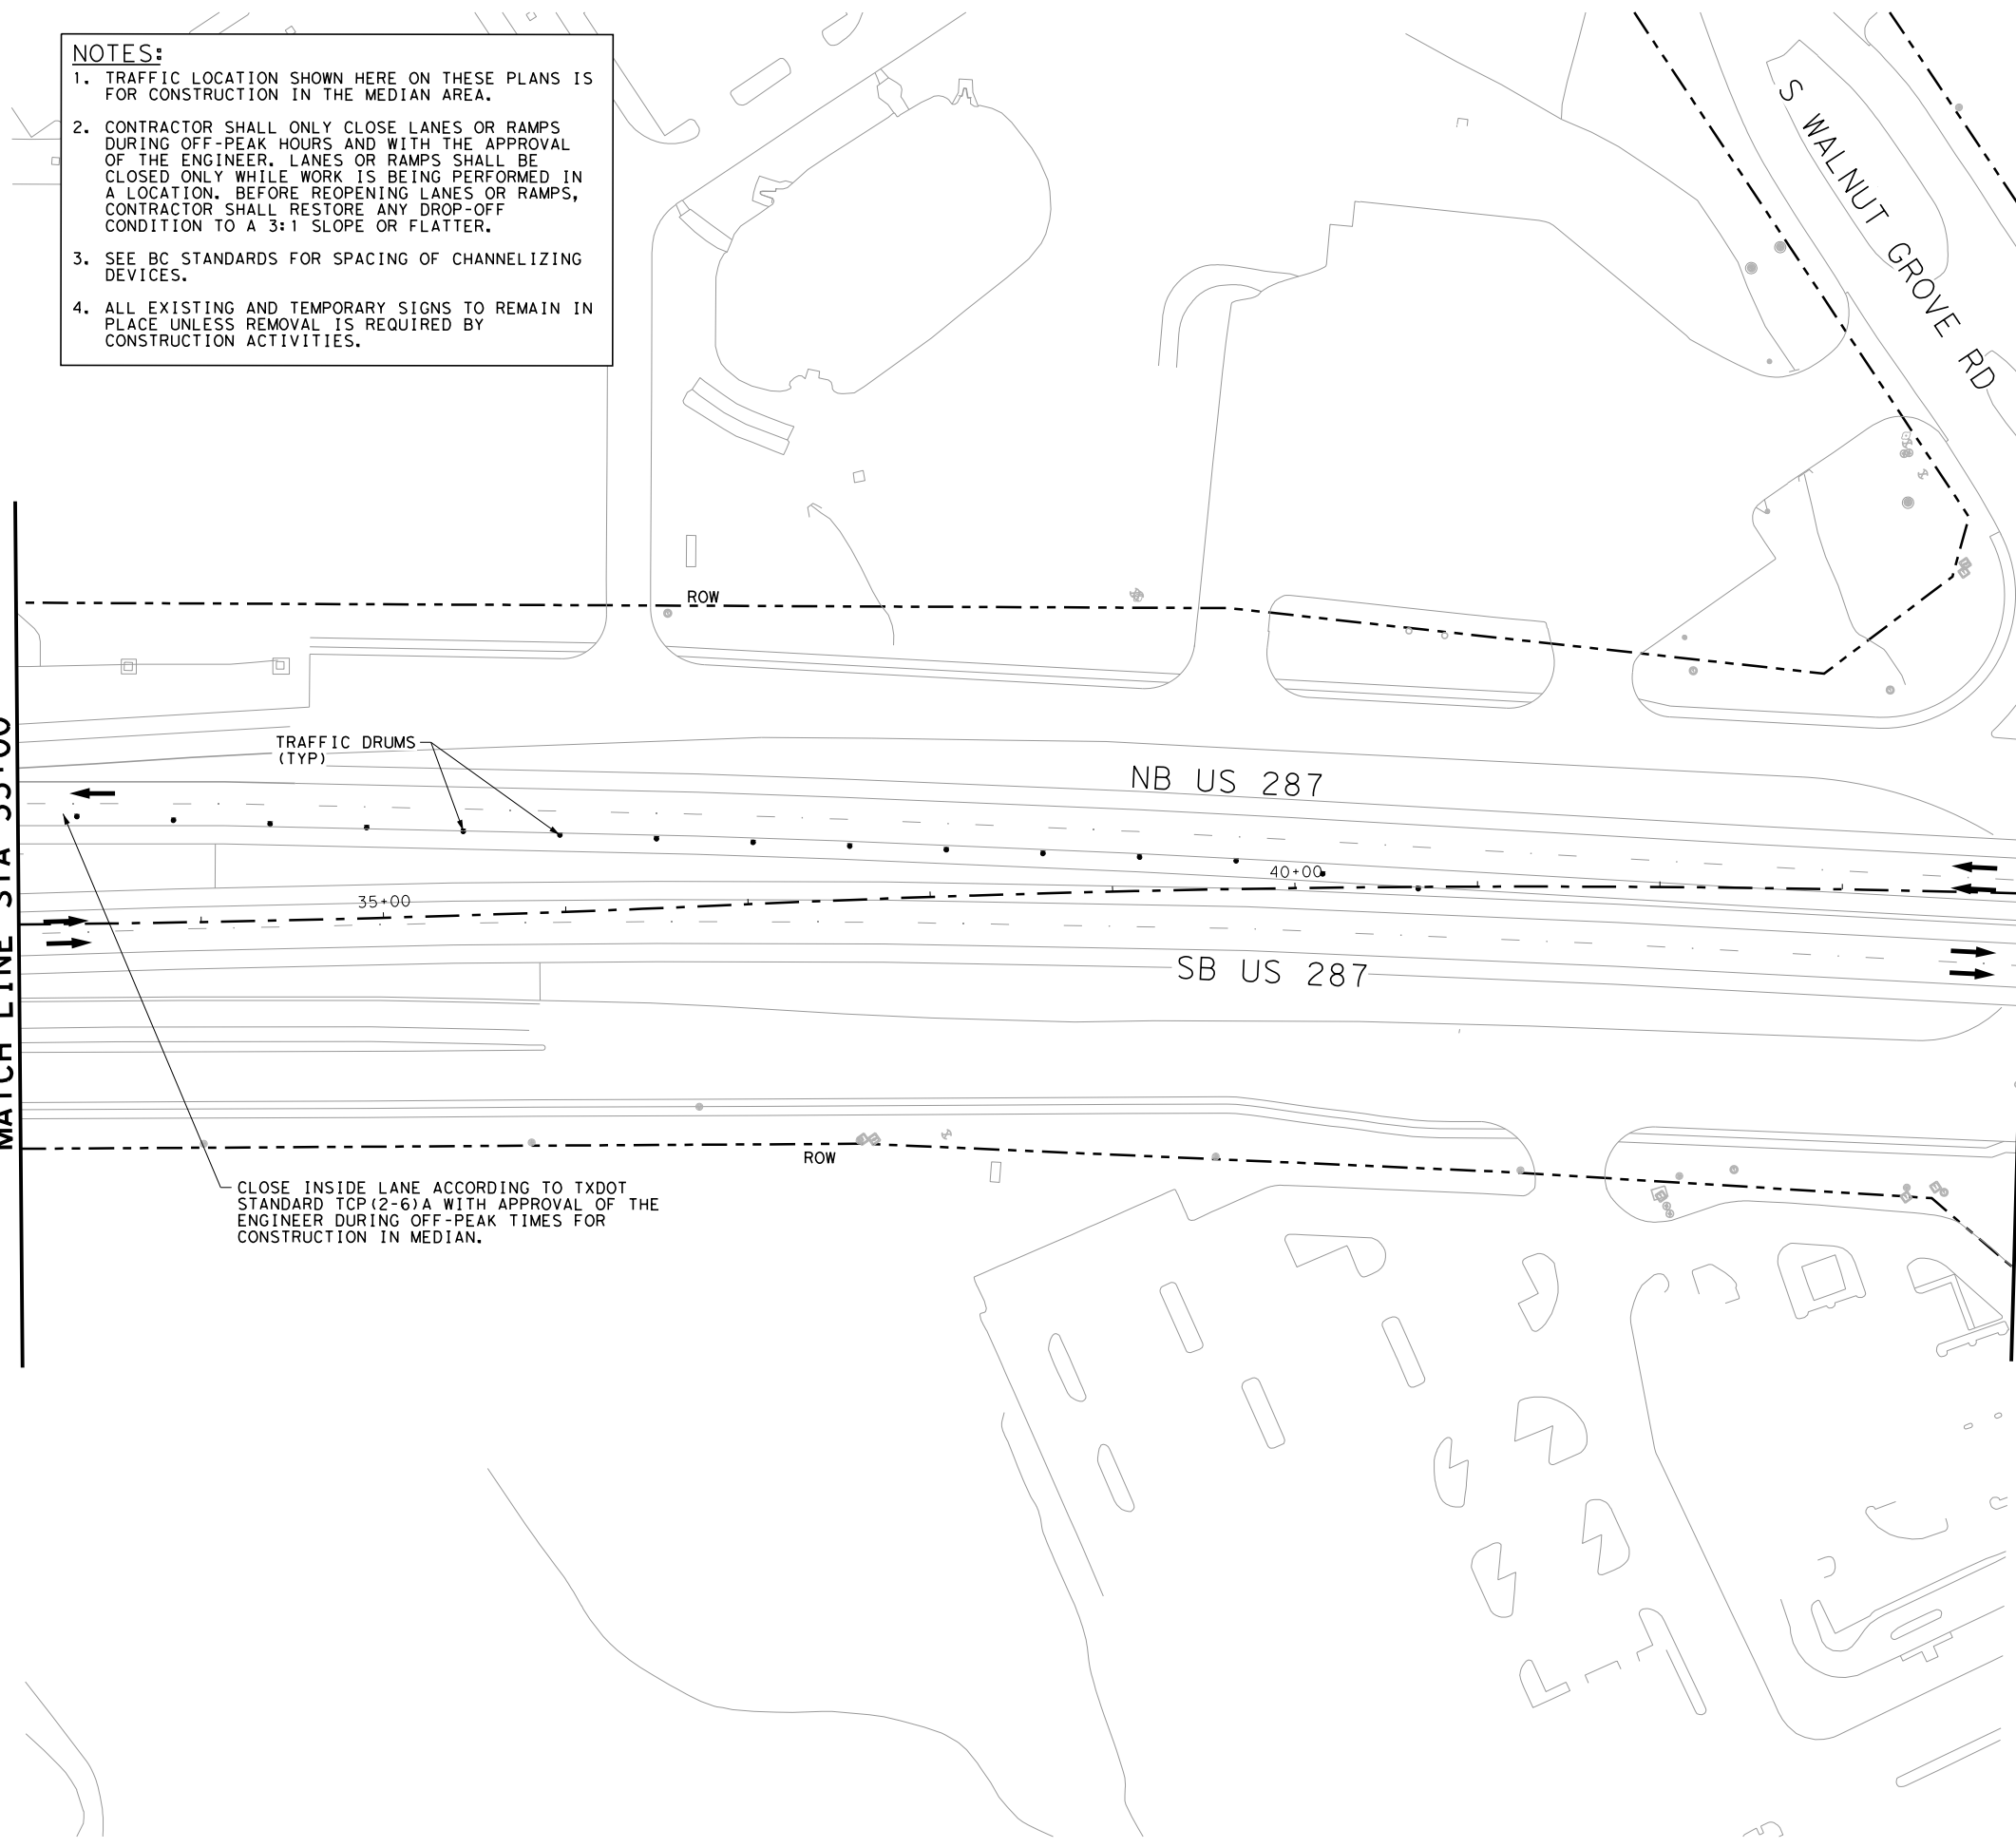 NOTES:
1. TRAFFIC LOCATION SHOWN HERE ON THESE PLANS IS
FOR CONSTRUCTION IN THE MEDIAN AREA.
2. CONTRACTOR SHALL ONLY CLOSE LANES OR RAMPS
DURING OFF-PEAK HOURS AND WITH THE APPROVAL
OF THE ENGINEER. LANES OR RAMPS SHALL BE
CLOSED ONLY WHILE WORK IS BEING PERFORMED IN
A LOCATION. BEFORE REOPENING LANES OR RAMPS,
CONTRACTOR SHALL RESTORE ANY DROP-OFF
CONDITION TO A 3:1 SLOPE OR FLATTER.
3. SEE BC STANDARDS FOR SPACING OF CHANNELIZING
DEVICES.
4. ALL EXISTING AND TEMPORARY SIGNS TO REMAIN IN
PLACE UNLESS REMOVAL IS REQUIRED BY
CONSTRUCTION ACTIVITIES.
S WALNUT GROVE RD
ROW
TRAFFIC DRUMS
(TYP)
NB US 287
40+00
35+00
SB US 287
MATCH LINE STA
ROW
CLOSE INSIDE LANE ACCORDING TO TXDOT
STANDARD TCP(2-6)A WITH APPROVAL OF THE
ENGINEER DURING OFF-PEAK TIMES FOR
CONSTRUCTION IN MEDIAN.